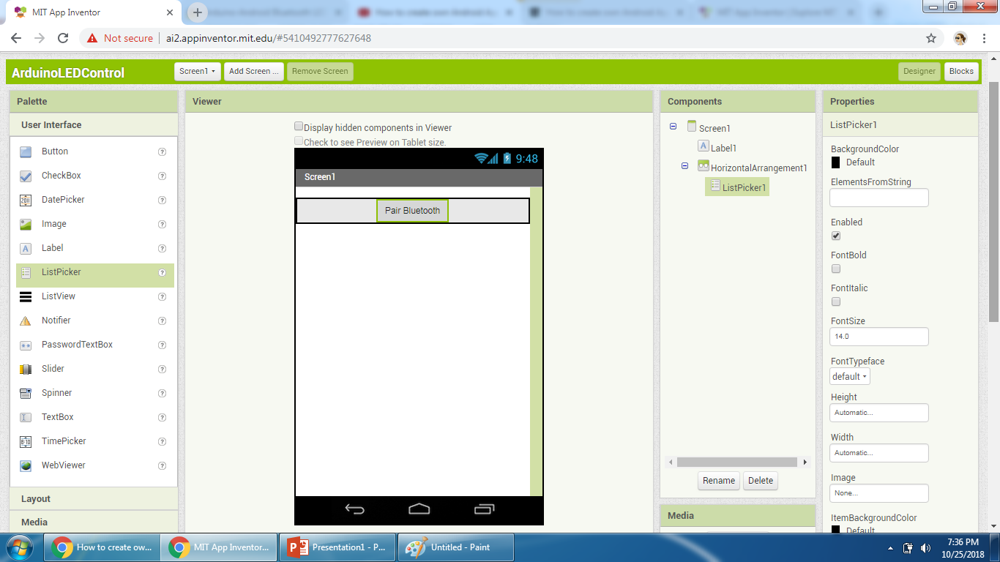 MIT App Inventor
Not secure
ai2.appinventor.mit.edu/#5410492777627648
ArduinoLEDControl
Screen1
Add Screen ...
Remove Screen
Designer
Blocks
Palette
User Interface
Button
CheckBox
DatePicker
Image
Label
ListPicker
ListView
Notifier
PasswordTextBox
Slider
Spinner
TextBox
TimePicker
WebViewer
Layout
Media
Viewer
Display hidden components in Viewer
Check to see Preview on Tablet size.
9:48
Screen1
Pair Bluetooth
Components
Screen1
Label1
HorizontalArrangement1
ListPicker1
Rename
Delete
Media
Properties
ListPicker1
BackgroundColor
Default
ElementsFromString
Enabled
FontBold
FontItalic
FontSize
14.0
FontTypeface
default
Height
Automatic...
Width
Automatic...
Image
None...
ItemBackgroundColor
Default
How to create ow...
MIT App Inventor...
Presentation1 - P...
Untitled - Paint
7:36 PM
10/25/2018